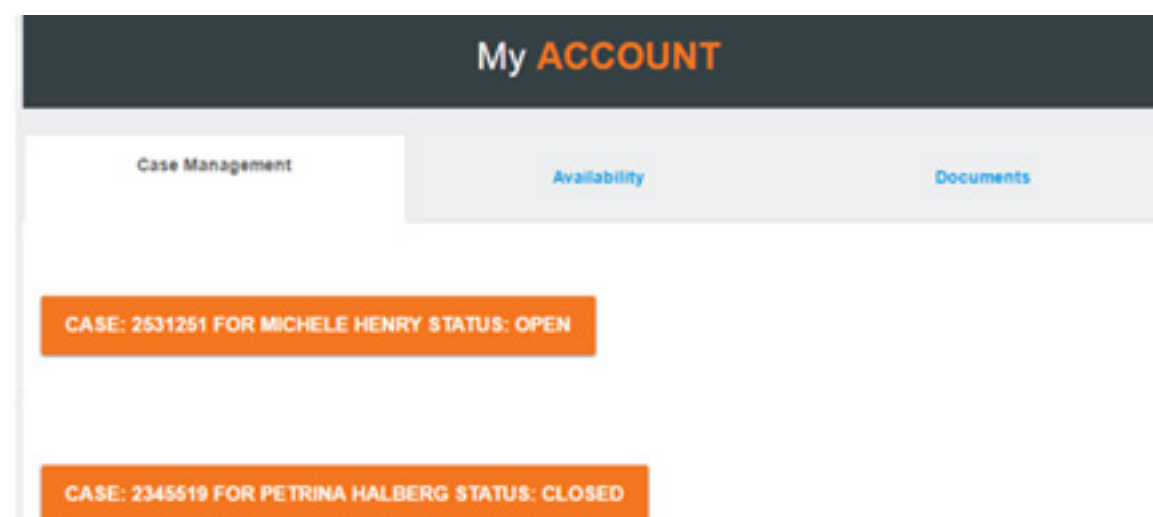 My ACCOUNT
Case Management
Availability
Documents
CASE: 2531251 FOR MICHELE HENRY STATUS: OPEN
CASE: 2345519 FOR PETRINA HALBERG STATUS: CLOSED